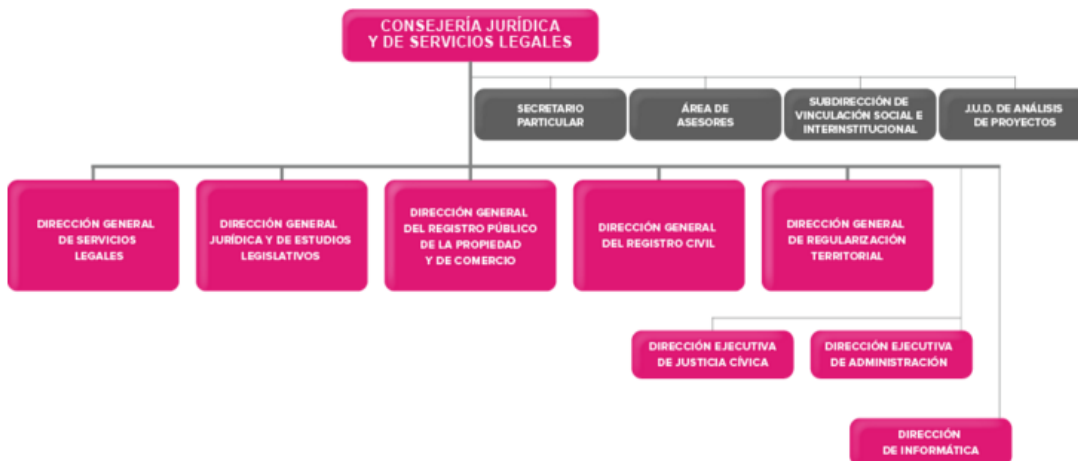 CONSEJERÍA JURÍDICA
Y DE SERVICIOS LEGALES
SECRETARIO
PARTICULAR
ÁREA DE
ASESORES
SUBDIRECCIÓN DE
VINCULACIÓN SOCIAL E
INTERINSTITUCIONAL
J.U.D. DE ANÁLISIS
DE PROYECTOS
DIRECCIÓN GENERAL
DE SERVICIOS
LEGALES
DIRECCIÓN GENERAL
JURÍDICA Y DE ESTUDIOS
LEGISLATIVOS
DIRECCIÓN GENERAL
DEL REGISTRO PÚBLICO
DE LA PROPIEDAD
Y DE COMERCIO
DIRECCIÓN GENERAL
DEL REGISTRO CIVIL
DIRECCIÓN GENERAL
DE REGULARIZACIÓN
TERRITORIAL
DIRECCIÓN EJECUTIVA
DE JUSTICIA CÍVICA
DIRECCIÓN EJECUTIVA
DE ADMINISTRACIÓN
DIRECCIÓN
DE INFORMÁTICA